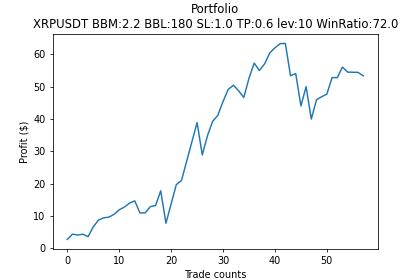 Portfolio
XRPUSDT BBM:2.2 BBL:180 SL:1.0 TP:0.6 lev:10 WinRatio:72.0
60
50
40
30
20
10
0
Profit ($)
0 10 20 30 40 50
Trade counts